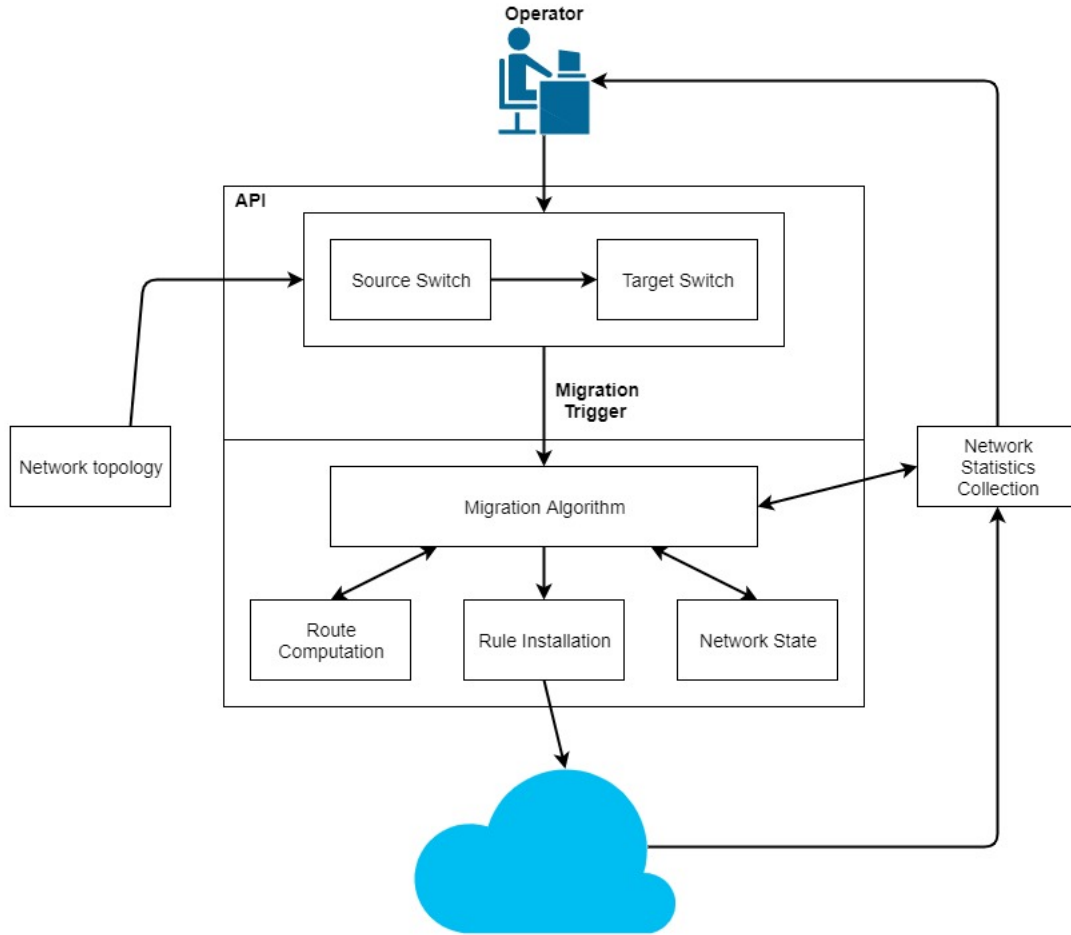 Operator
API
Source Switch
Target Switch
Migration
Trigger
Network topology
Network
Statistics
Collection
Migration Algorithm
Route
Computation
Rule Installation
Network State